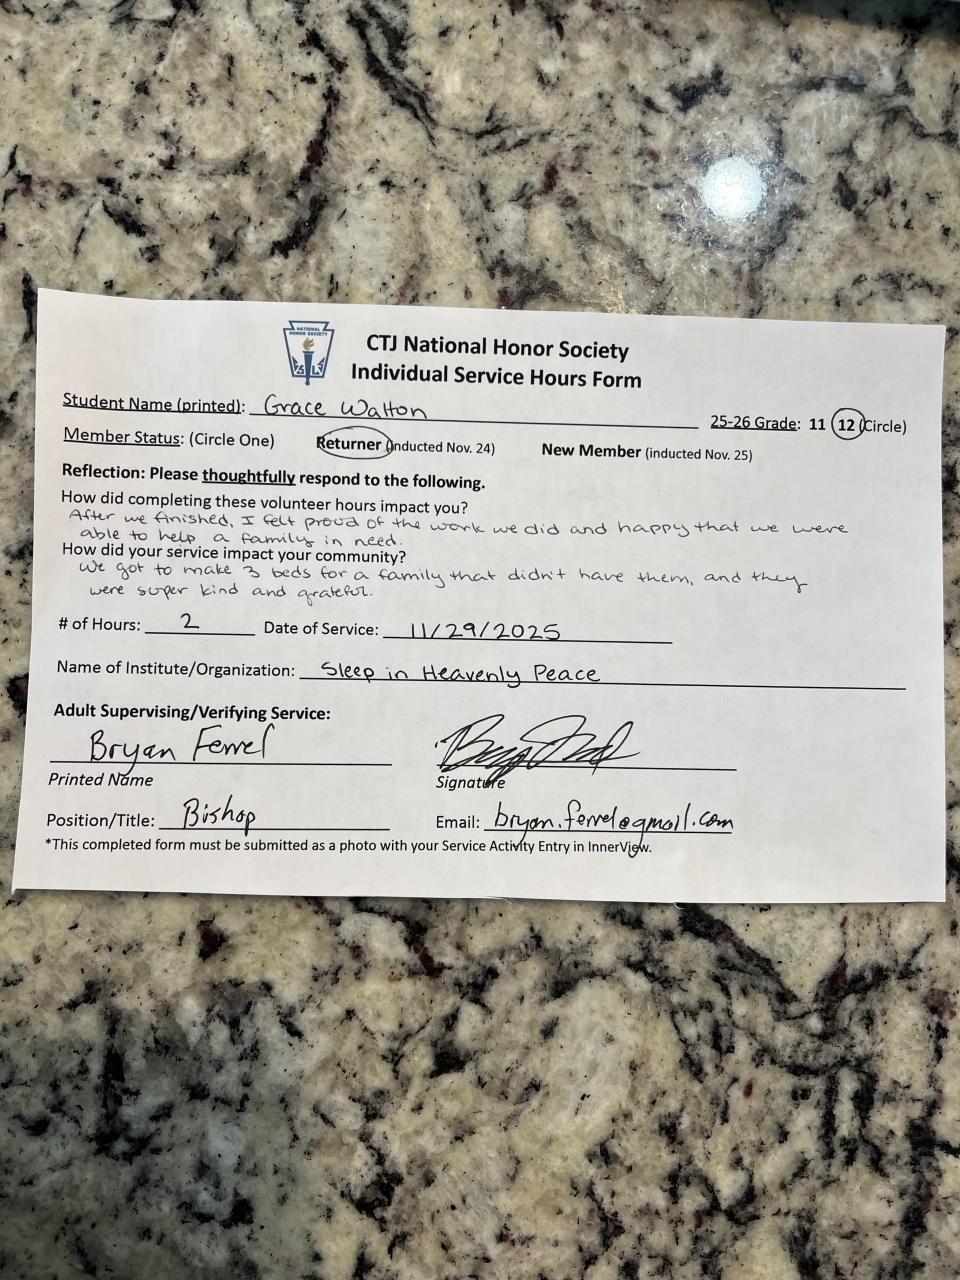 NATIONAL
HONOR SOCIETY
CTJ National Honor Society
Individual Service Hours Form
Student Name (printed): Grace Walton
25-26 Grade: 11 12 (Circle)
Member Status: (Circle One) Returner (inducted Nov. 24) New Member (inducted Nov. 25)
Reflection: Please thoughtfully respond to the following.
How did completing these volunteer hours impact you?
After we finished, I felt proud of the work we did and happy that we were
able to help a family in need.
How did your service impact your community?
We got to make 3 beds for a family that didn't have them, and they
were super kind and grateful.
# of Hours: 2 Date of Service: 11/29/2025
Name of Institute/Organization: Sleep in Heavenly Peace
Adult Supervising/Verifying Service:
Bryan Ferrel
Printed Name Signature
Position/Title: Bishop Email: bryan.ferrel@gmail.com
*This completed form must be submitted as a photo with your Service Activity Entry in InnerView.